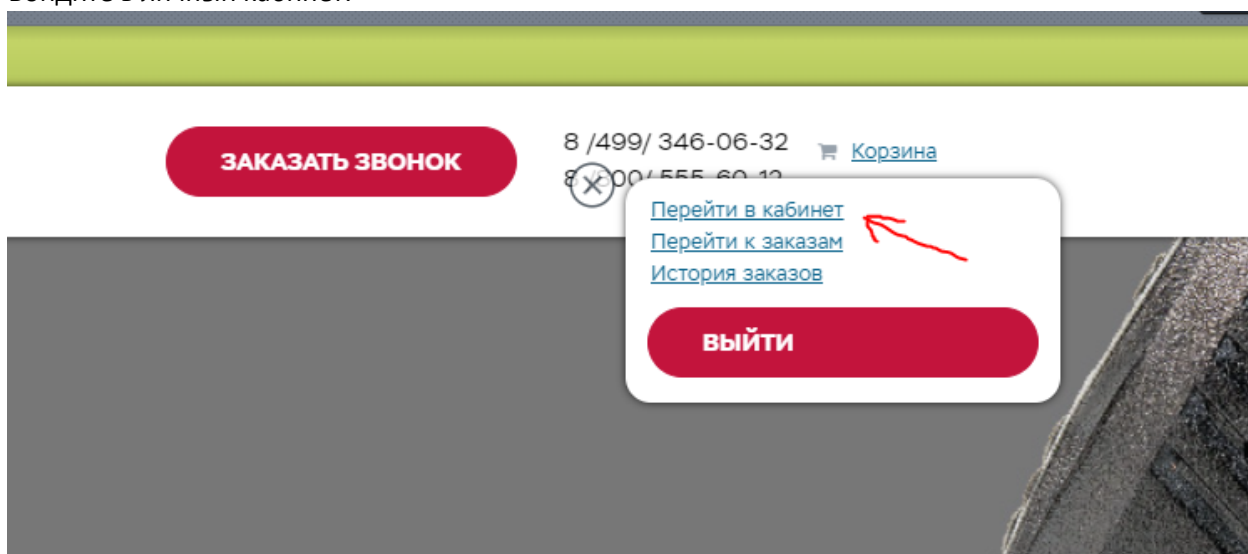 ЗАКАЗАТЬ ЗВОНОК
8 /499/ 346-06-32
Корзина
Перейти в кабинет
Перейти к заказам
История заказов
ВЫЙТИ